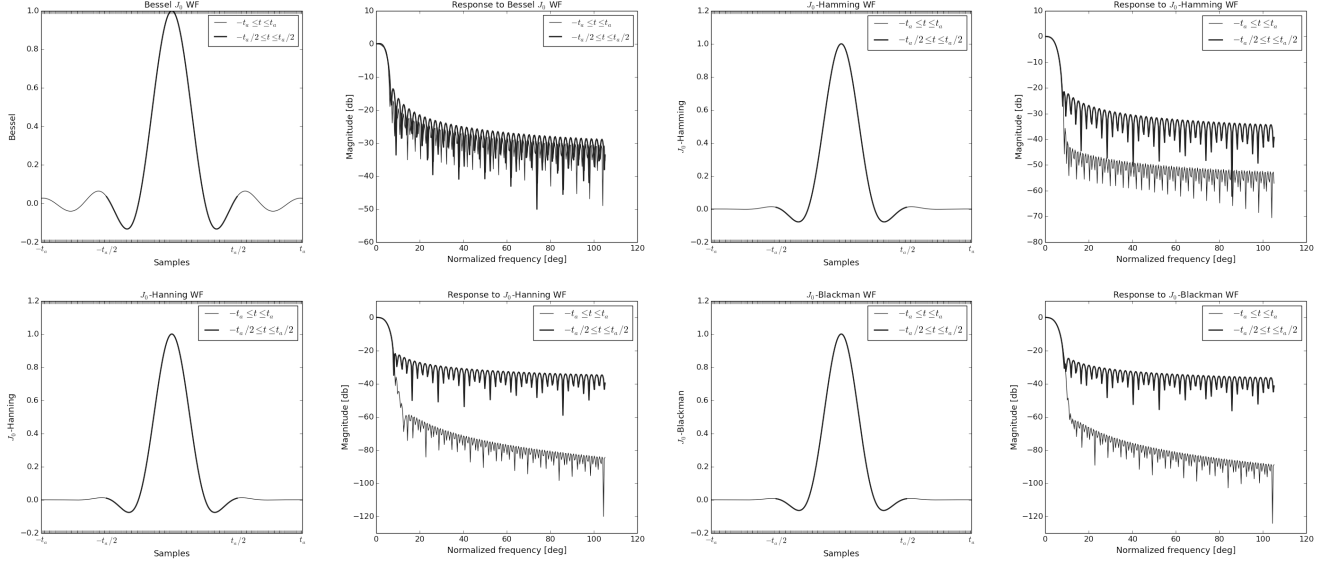 Bessel J₀ WF
−tₐ ≤ t ≤ tₐ
−tₐ/2 ≤ t ≤ tₐ/2
Bessel
1.0
0.8
0.6
0.4
0.2
0.0
−0.2
−tₐ
−tₐ/2
tₐ/2
tₐ
Samples
Response to Bessel J₀ WF
−tₐ ≤ t ≤ tₐ
−tₐ/2 ≤ t ≤ tₐ/2
Magnitude [db]
10
0
−10
−20
−30
−40
−50
−60
0
20
40
60
80
100
120
Normalized frequency [deg]
J₀-Hamming WF
−tₐ ≤ t ≤ tₐ
−tₐ/2 ≤ t ≤ tₐ/2
J₀-Hamming
1.2
1.0
0.8
0.6
0.4
0.2
0.0
−0.2
−tₐ
−tₐ/2
tₐ/2
tₐ
Samples
Response to J₀-Hamming WF
−tₐ ≤ t ≤ tₐ
−tₐ/2 ≤ t ≤ tₐ/2
Magnitude [db]
10
0
−10
−20
−30
−40
−50
−60
−70
−80
0
20
40
60
80
100
120
Normalized frequency [deg]
J₀-Hanning WF
−tₐ ≤ t ≤ tₐ
−tₐ/2 ≤ t ≤ tₐ/2
J₀-Hanning
1.2
1.0
0.8
0.6
0.4
0.2
0.0
−0.2
−tₐ
−tₐ/2
tₐ/2
tₐ
Samples
Response to J₀-Hanning WF
−tₐ ≤ t ≤ tₐ
−tₐ/2 ≤ t ≤ tₐ/2
Magnitude [db]
0
−20
−40
−60
−80
−100
−120
0
20
40
60
80
100
120
Normalized frequency [deg]
J₀-Blackman WF
−tₐ ≤ t ≤ tₐ
−tₐ/2 ≤ t ≤ tₐ/2
J₀-Blackman
1.2
1.0
0.8
0.6
0.4
0.2
0.0
−0.2
−tₐ
−tₐ/2
tₐ/2
tₐ
Samples
Response to J₀-Blackman WF
−tₐ ≤ t ≤ tₐ
−tₐ/2 ≤ t ≤ tₐ/2
Magnitude [db]
0
−20
−40
−60
−80
−100
−120
0
20
40
60
80
100
120
Normalized frequency [deg]